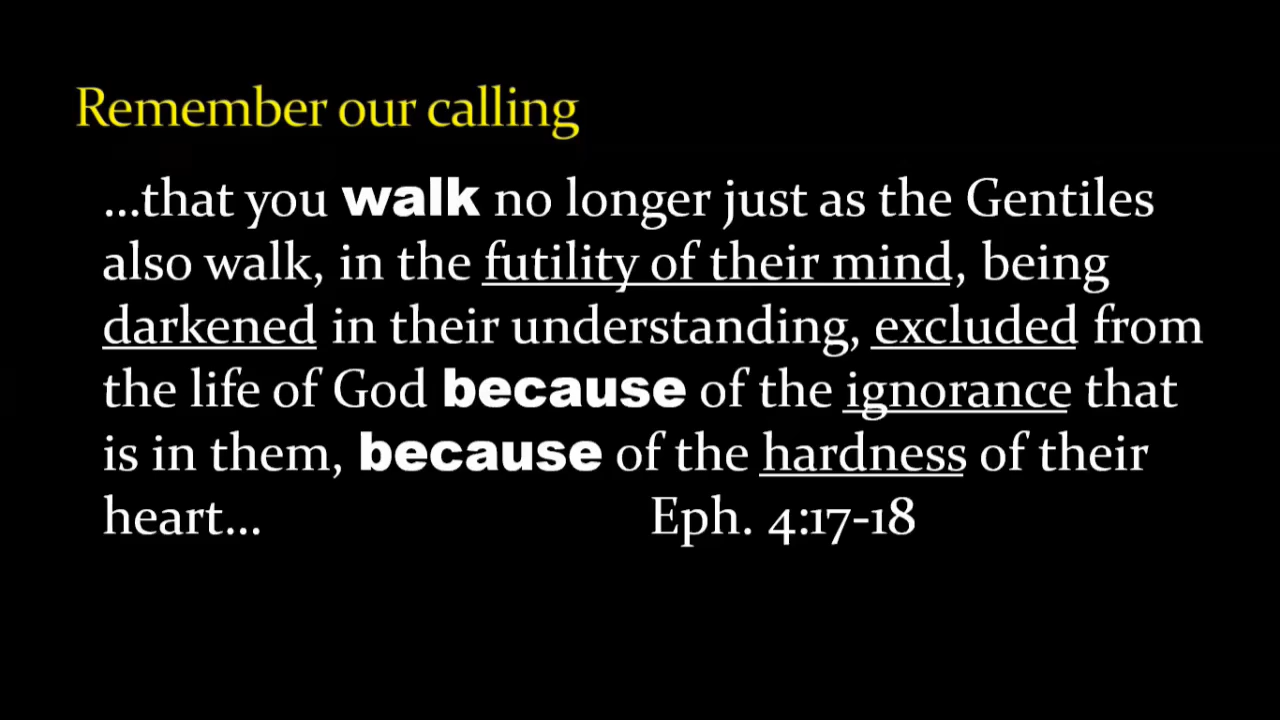 Remember our calling
...that you walk no longer just as the Gentiles
also walk, in the futility of their mind, being
darkened in their understanding, excluded from
the life of God because of the ignorance that
is in them, because of the hardness of their
heart... Eph. 4:17-18